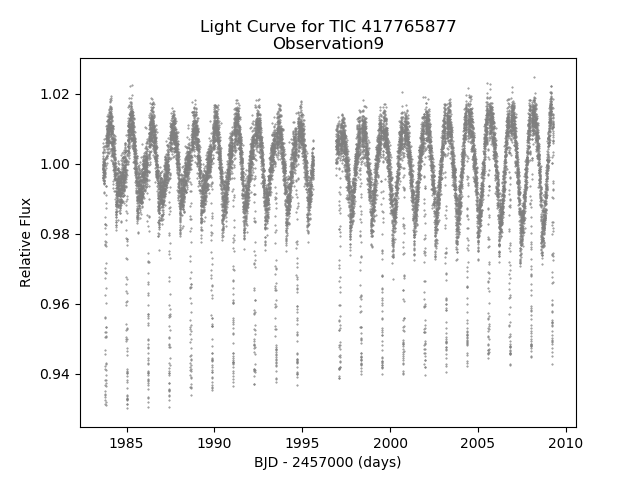 Light Curve for TIC 417765877
Observation9
Relative Flux
1.02
1.00
0.98
0.96
0.94
1985
1990
1995
2000
2005
2010
BJD - 2457000 (days)